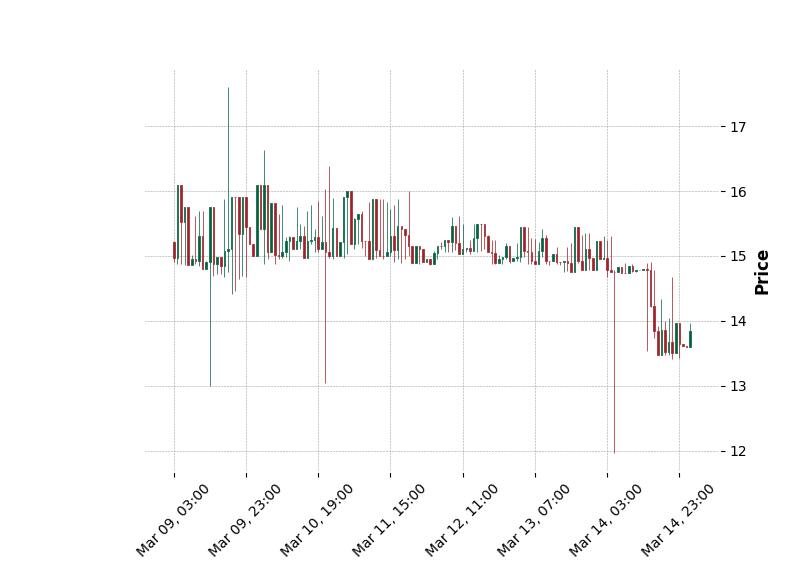 17
16
15
14
13
12
Price
Mar 09, 03:00
Mar 09, 23:00
Mar 10, 19:00
Mar 11, 15:00
Mar 12, 11:00
Mar 13, 07:00
Mar 14, 03:00
Mar 14, 23:00